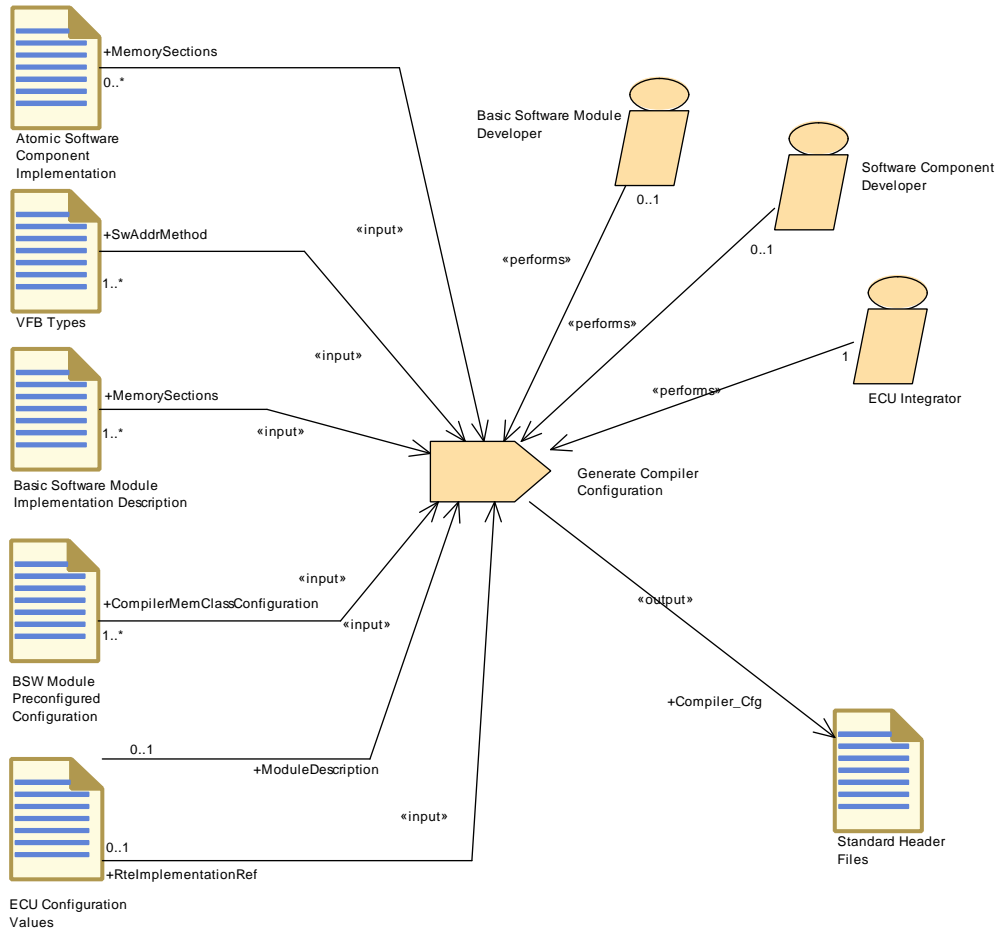 +MemorySections
0..*
Atomic Software
Component
Implementation
+SwAddrMethod
1..*
VFB Types
+MemorySections
1..*
Basic Software Module
Implementation Description
+CompilerMemClassConfiguration
1..*
BSW Module
Preconfigured
Configuration
0..1
+ModuleDescription
0..1
+RteImplementationRef
ECU Configuration
Values
«input»
«input»
«input»
«input»
«input»
«input»
Basic Software Module
Developer
0..1
«performs»
Software Component
Developer
0..1
«performs»
1
ECU Integrator
«performs»
Generate Compiler
Configuration
«output»
+Compiler_Cfg
Standard Header
Files